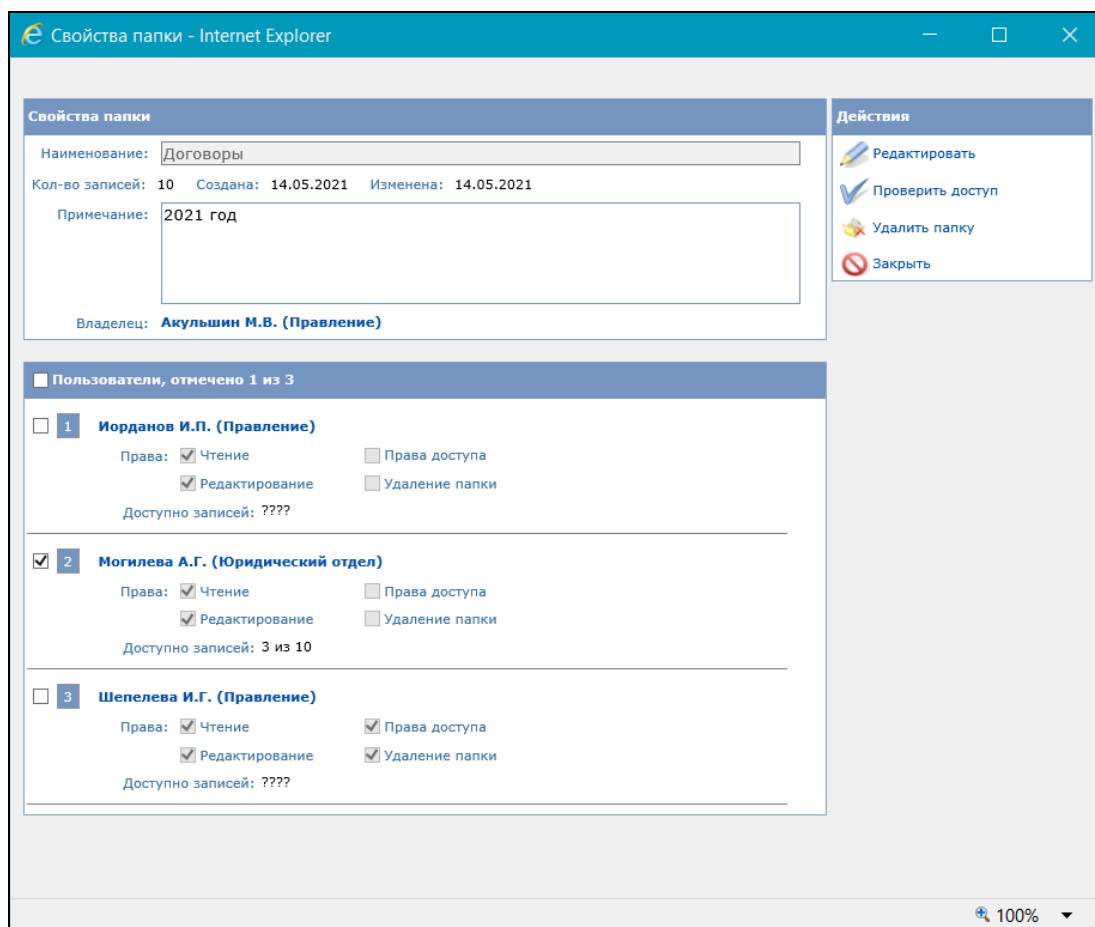 Свойства папки - Internet Explorer
Свойства папки
Наименование: Договоры
Кол-во записей: 10 Создана: 14.05.2021 Изменена: 14.05.2021
Примечание: 2021 год
Владелец: Акульшин М.В. (Правление)
Действия
Редактировать
Проверить доступ
Удалить папку
Закрыть
Пользователи, отмечено 1 из 3
1 Иорданов И.П. (Правление)
Права: Чтение Права доступа
Редактирование Удаление папки
Доступно записей: ????
2 Могилева А.Г. (Юридический отдел)
Права: Чтение Права доступа
Редактирование Удаление папки
Доступно записей: 3 из 10
3 Шепелева И.Г. (Правление)
Права: Чтение Права доступа
Редактирование Удаление папки
Доступно записей: ????
100%